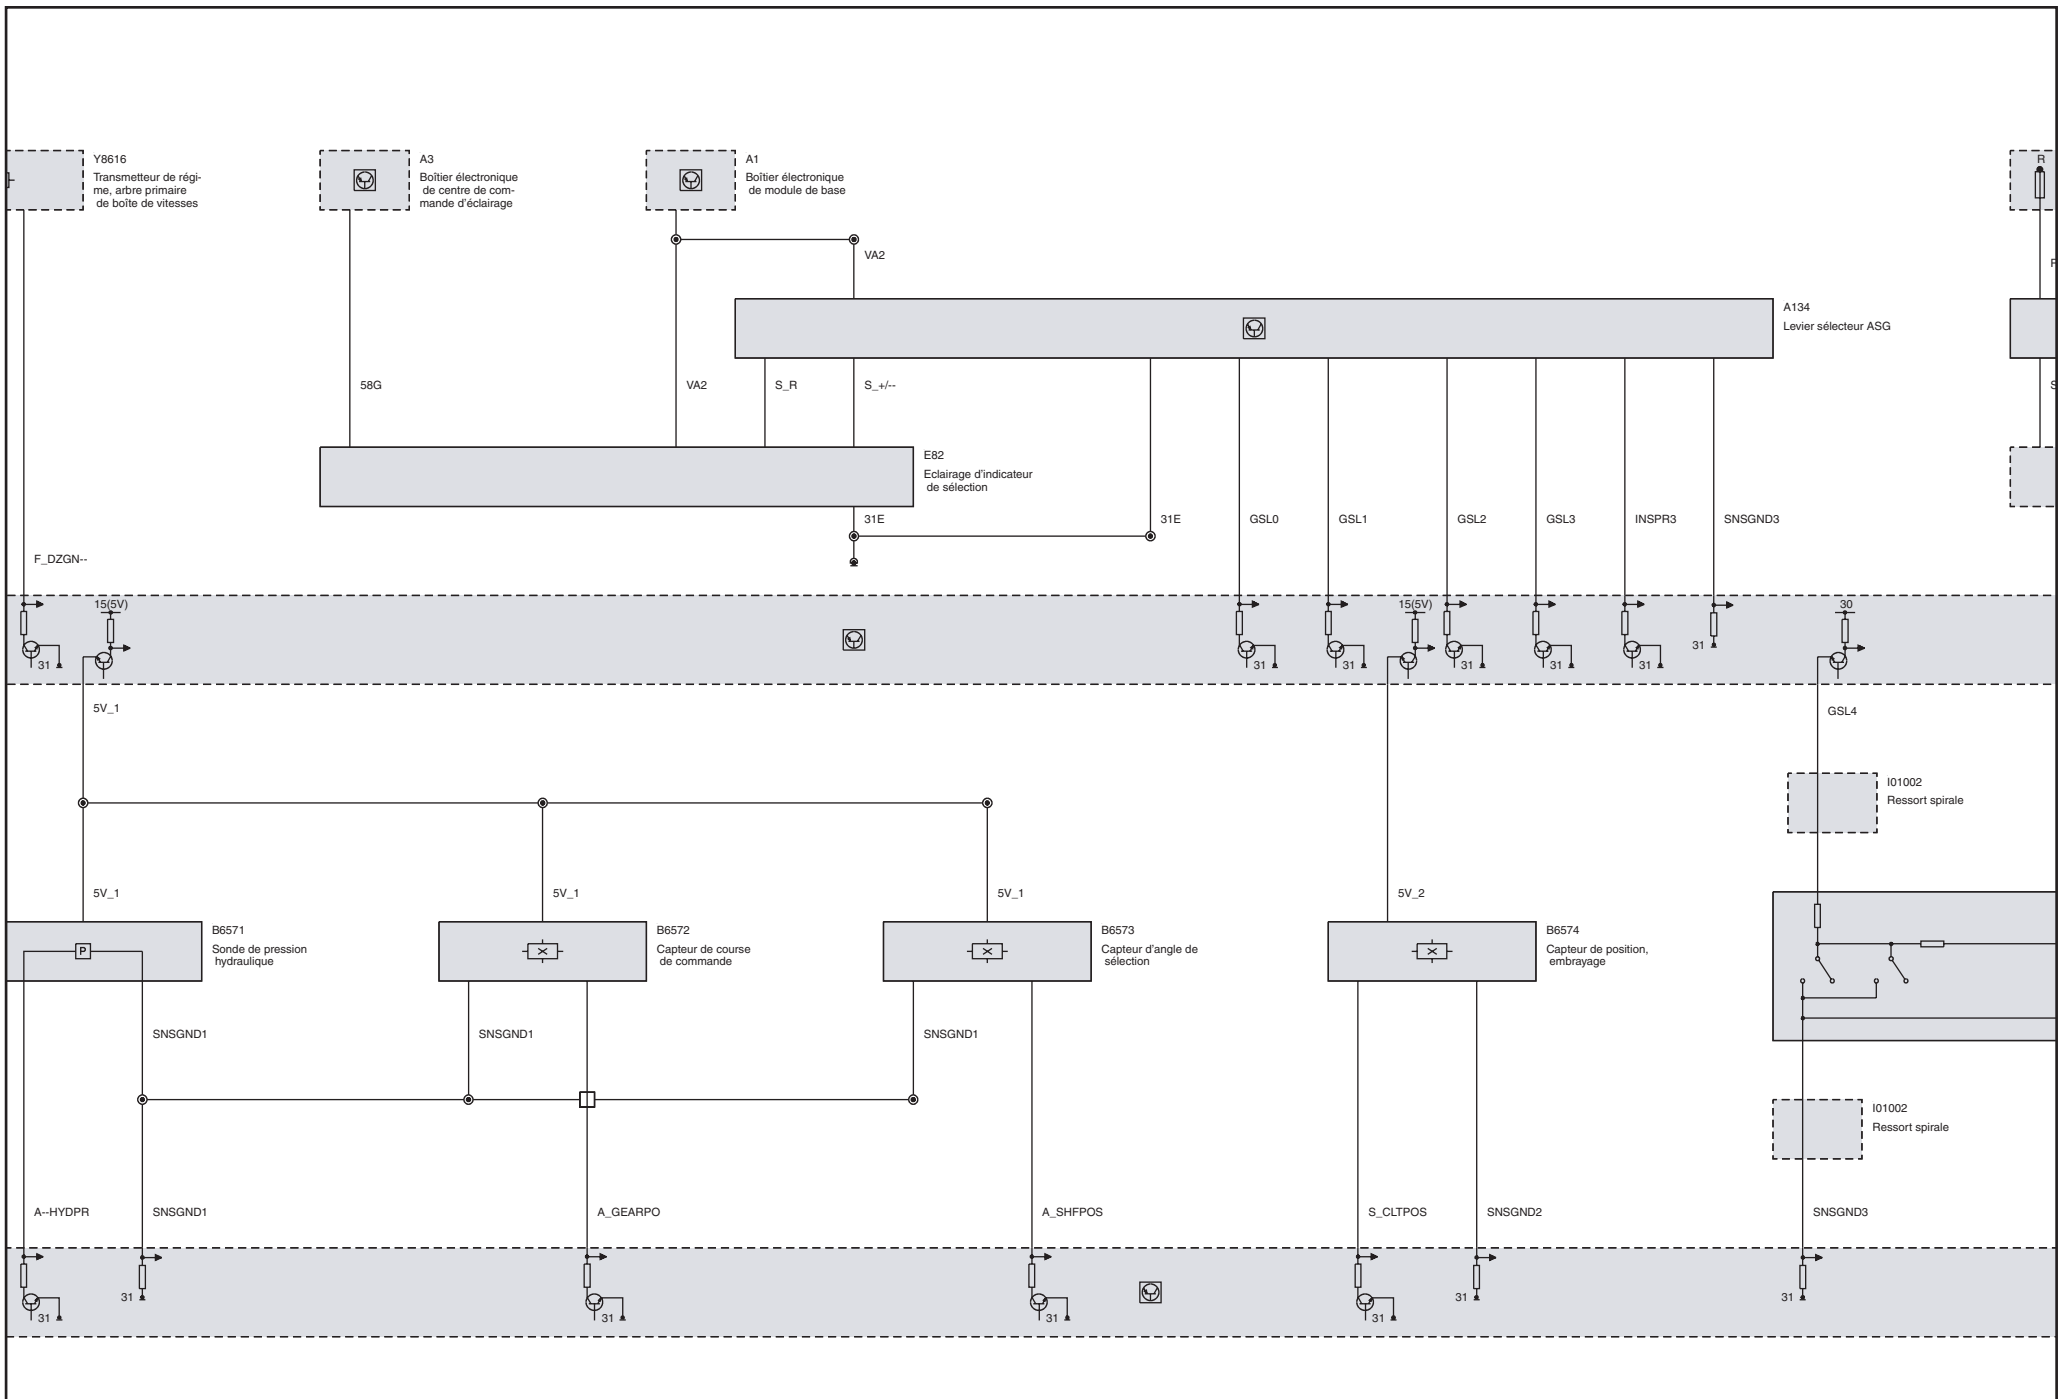 Y8616
Transmetteur de régi-
me, arbre primaire
de boîte de vitesses
A3
Boîtier électronique
de centre de com-
mande d'éclairage
A1
Boîtier électronique
de module de base
R
VA2
A134
Levier sélecteur ASG
58G
VA2
S_R
S_+/--
E82
Eclairage d'indicateur
de sélection
31E
31E
GSL0
GSL1
GSL2
GSL3
INSPR3
SNSGND3
F_DZGN--
15(5V)
15(5V)
30
31
31
31
31
31
31
31
5V_1
GSL4
I01002
Ressort spirale
5V_1
5V_1
5V_1
5V_2
B6571
Sonde de pression
hydraulique
P
B6572
Capteur de course
de commande
X
B6573
Capteur d'angle de
sélection
X
B6574
Capteur de position,
embrayage
X
SNSGND1
SNSGND1
SNSGND1
I01002
Ressort spirale
A--HYDPR
SNSGND1
A_GEARPO
A_SHFPOS
S_CLTPOS
SNSGND2
SNSGND3
31
31
31
31
31
31
31